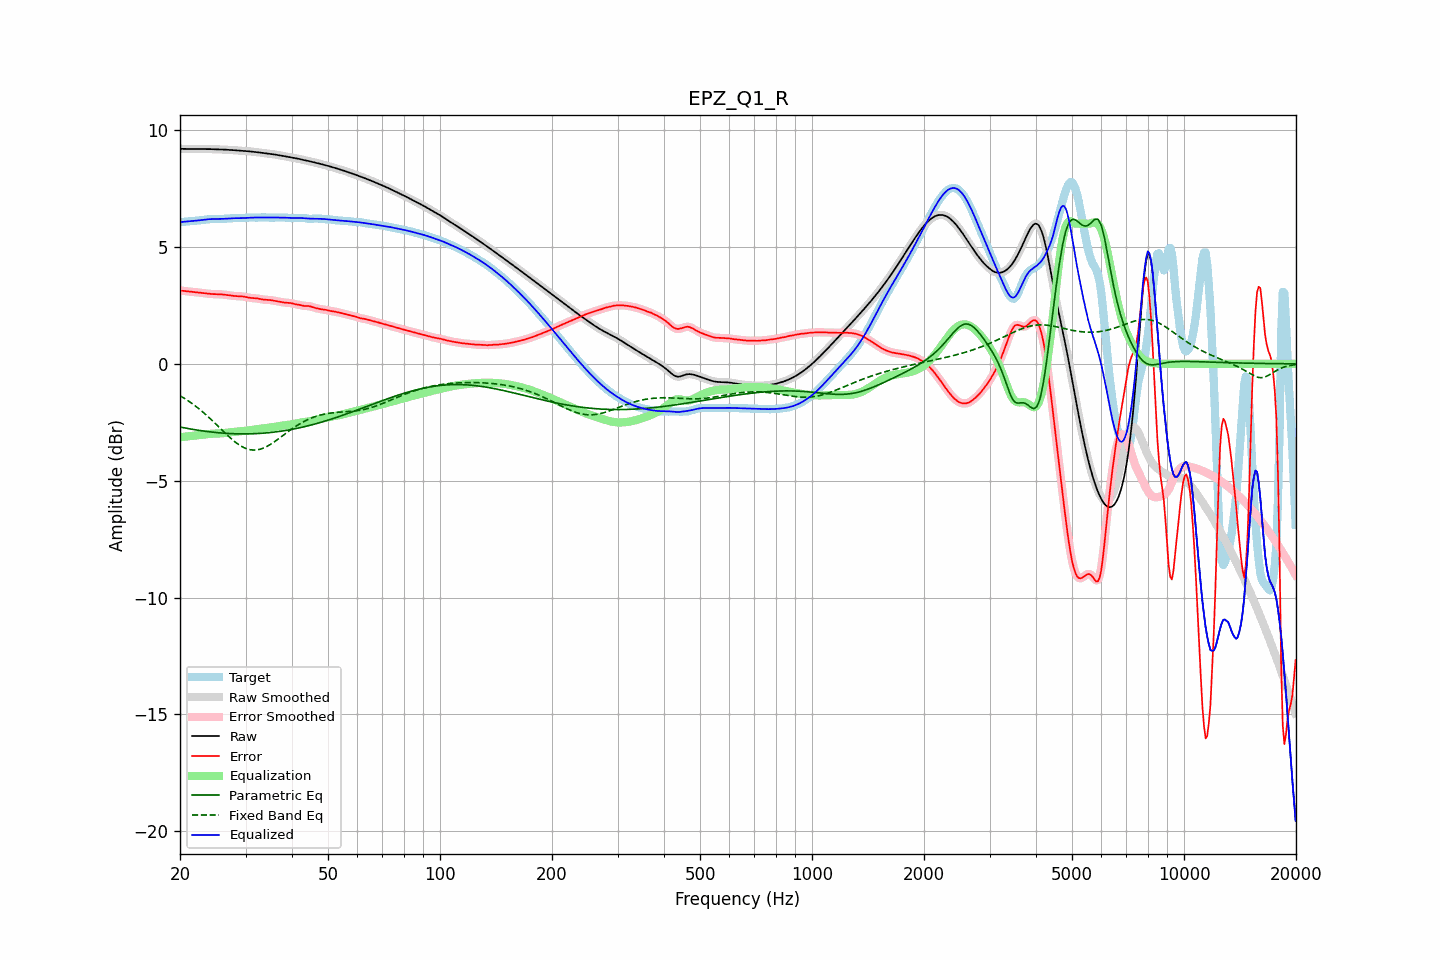 EPZ_Q1_R
10
5
0
−5
−10
−15
−20
Amplitude (dBr)
Target
Raw Smoothed
Error Smoothed
Raw
Error
Equalization
Parametric Eq
Fixed Band Eq
Equalized
20 50 100 200 500 1000 2000 5000 10000 20000
Frequency (Hz)